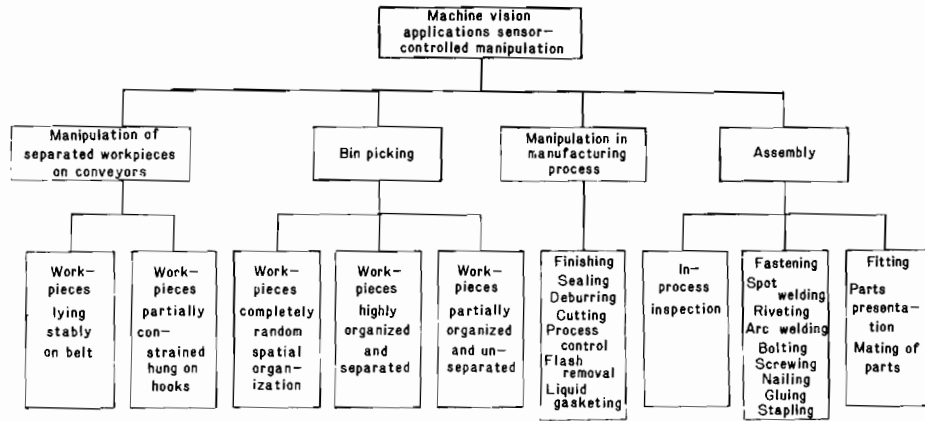 Machine vision
applications sensor-
controlled manipulation
Manipulation of
separated workpieces
on conveyors
Bin picking
Manipulation in
manufacturing
process
Assembly
Work-
pieces
lying
stably
on belt
Work-
pieces
partially
con-
strained
hung on
hooks
Work-
pieces
completely
random
spatial
organ-
ization
Work-
pieces
highly
organized
and
separated
Work-
pieces
partially
organized
and un-
separated
Finishing
Sealing
Deburring
Cutting
Process
control
Flash
removal
Liquid
gasketing
In-
process
inspection
Fastening
Spot
welding
Riveting
Arc welding
Bolting
Screwing
Nailing
Gluing
Stapling
Fitting
Parts
presenta-
tion
Mating of
parts